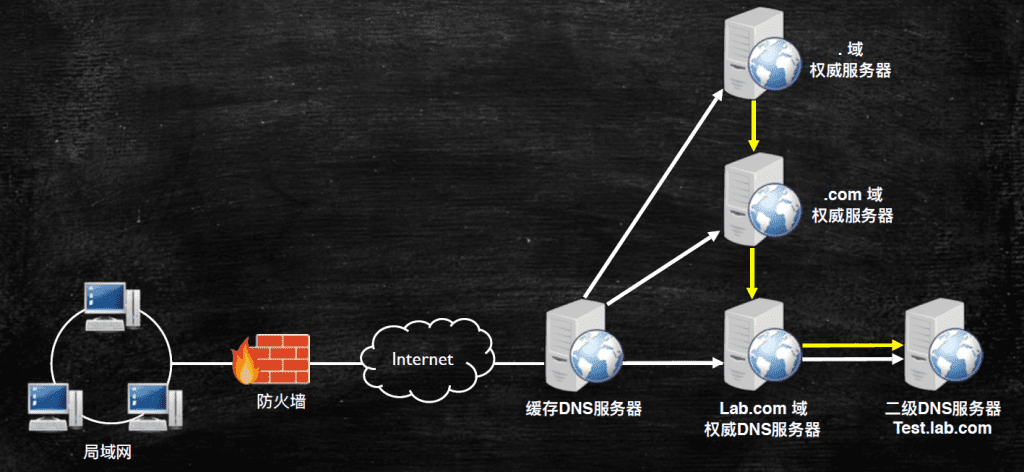 . 域
权威服务器
.com 域
权威服务器
Internet
防火墙
局域网
缓存DNS服务器
Lab.com 域
权威DNS服务器
二级DNS服务器
Test.lab.com